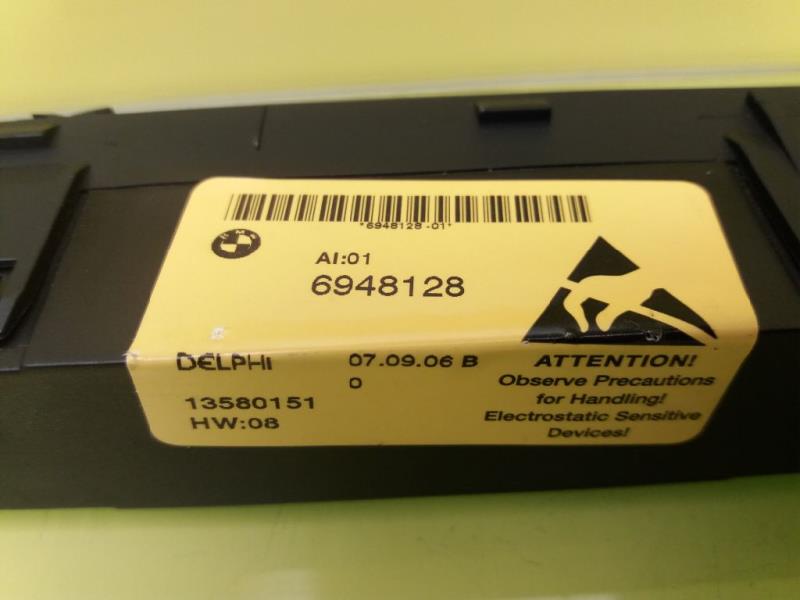 *6948128-01*
BMW
AI:01
6948128
DELPHI
07.09.06 B
0
13580151
HW:08
ATTENTION!
Observe Precautions
for Handling!
Electrostatic Sensitive
Devices!